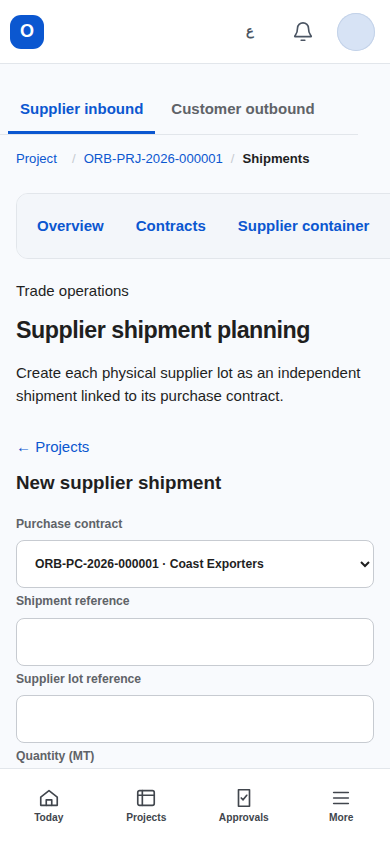 O
ع
Supplier inbound
Customer outbound
Project / ORB-PRJ-2026-000001 / Shipments
Overview
Contracts
Supplier container
Trade operations
Supplier shipment planning
Create each physical supplier lot as an independent
shipment linked to its purchase contract.
← Projects
New supplier shipment
Purchase contract
ORB-PC-2026-000001 · Coast Exporters
Shipment reference
Supplier lot reference
Quantity (MT)
Today
Projects
Approvals
More